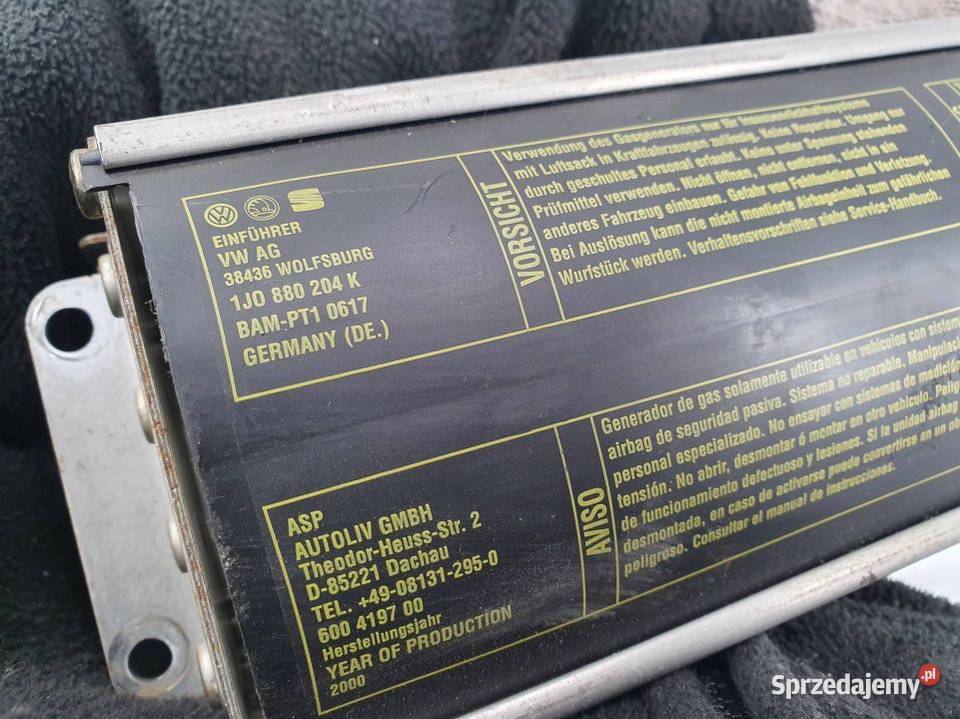 EINFÜHRER
VW AG
38436 WOLFSBURG
1J0 880 204 K
BAM-PT1 0617
GERMANY (DE.)
VORSICHT
Verwendung des Gasgenerators nur für Insassenrückhaltesysteme
mit Luftsack in Kraftfahrzeugen zulässig. Keine Reparatur. Umgang nur
durch geschultes Personal erlaubt. Keine unter Spannung stehenden
Prüfmittel verwenden. Nicht öffnen, nicht entfernen, nicht in ein
anderes Fahrzeug einbauen. Gefahr von Fehlfunktion und Verletzung.
Bei Auslösung kann die nicht montierte Airbageinheit zum gefährlichen
Wurfstück werden. Verhaltensvorschriften siehe Service-Handbuch.
ASP
AUTOLIV GMBH
Theodor-Heuss-Str. 2
D-85221 Dachau
TEL. +49-08131-295-0
600 4197 00
Herstellungsjahr
YEAR OF PRODUCTION
2000
AVISO
Generador de gas solamente utilizable en vehículos con sistem
airbag de seguridad pasiva. Sistema no reparable. Manipulaci
personal especializado. No ensayar con sistemas de medición
tensión. No abrir, desmontar ó montar en otro vehículo. Pelig
de funcionamiento defectuoso y lesiones. Si la unidad airbag
desmontada, en caso de activarse puede convertirse en un ob
peligroso. Consultar el manual de instrucciones.
Sprzedajemy.pl